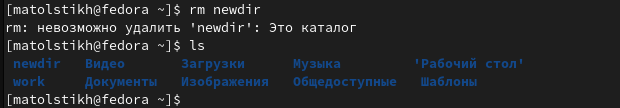 [matolstikh@fedora ~]$ rm newdir
rm: невозможно удалить 'newdir': Это каталог
[matolstikh@fedora ~]$ ls
newdir Видео Загрузки Музыка 'Рабочий стол'
work Документы Изображения Общедоступные Шаблоны
[matolstikh@fedora ~]$